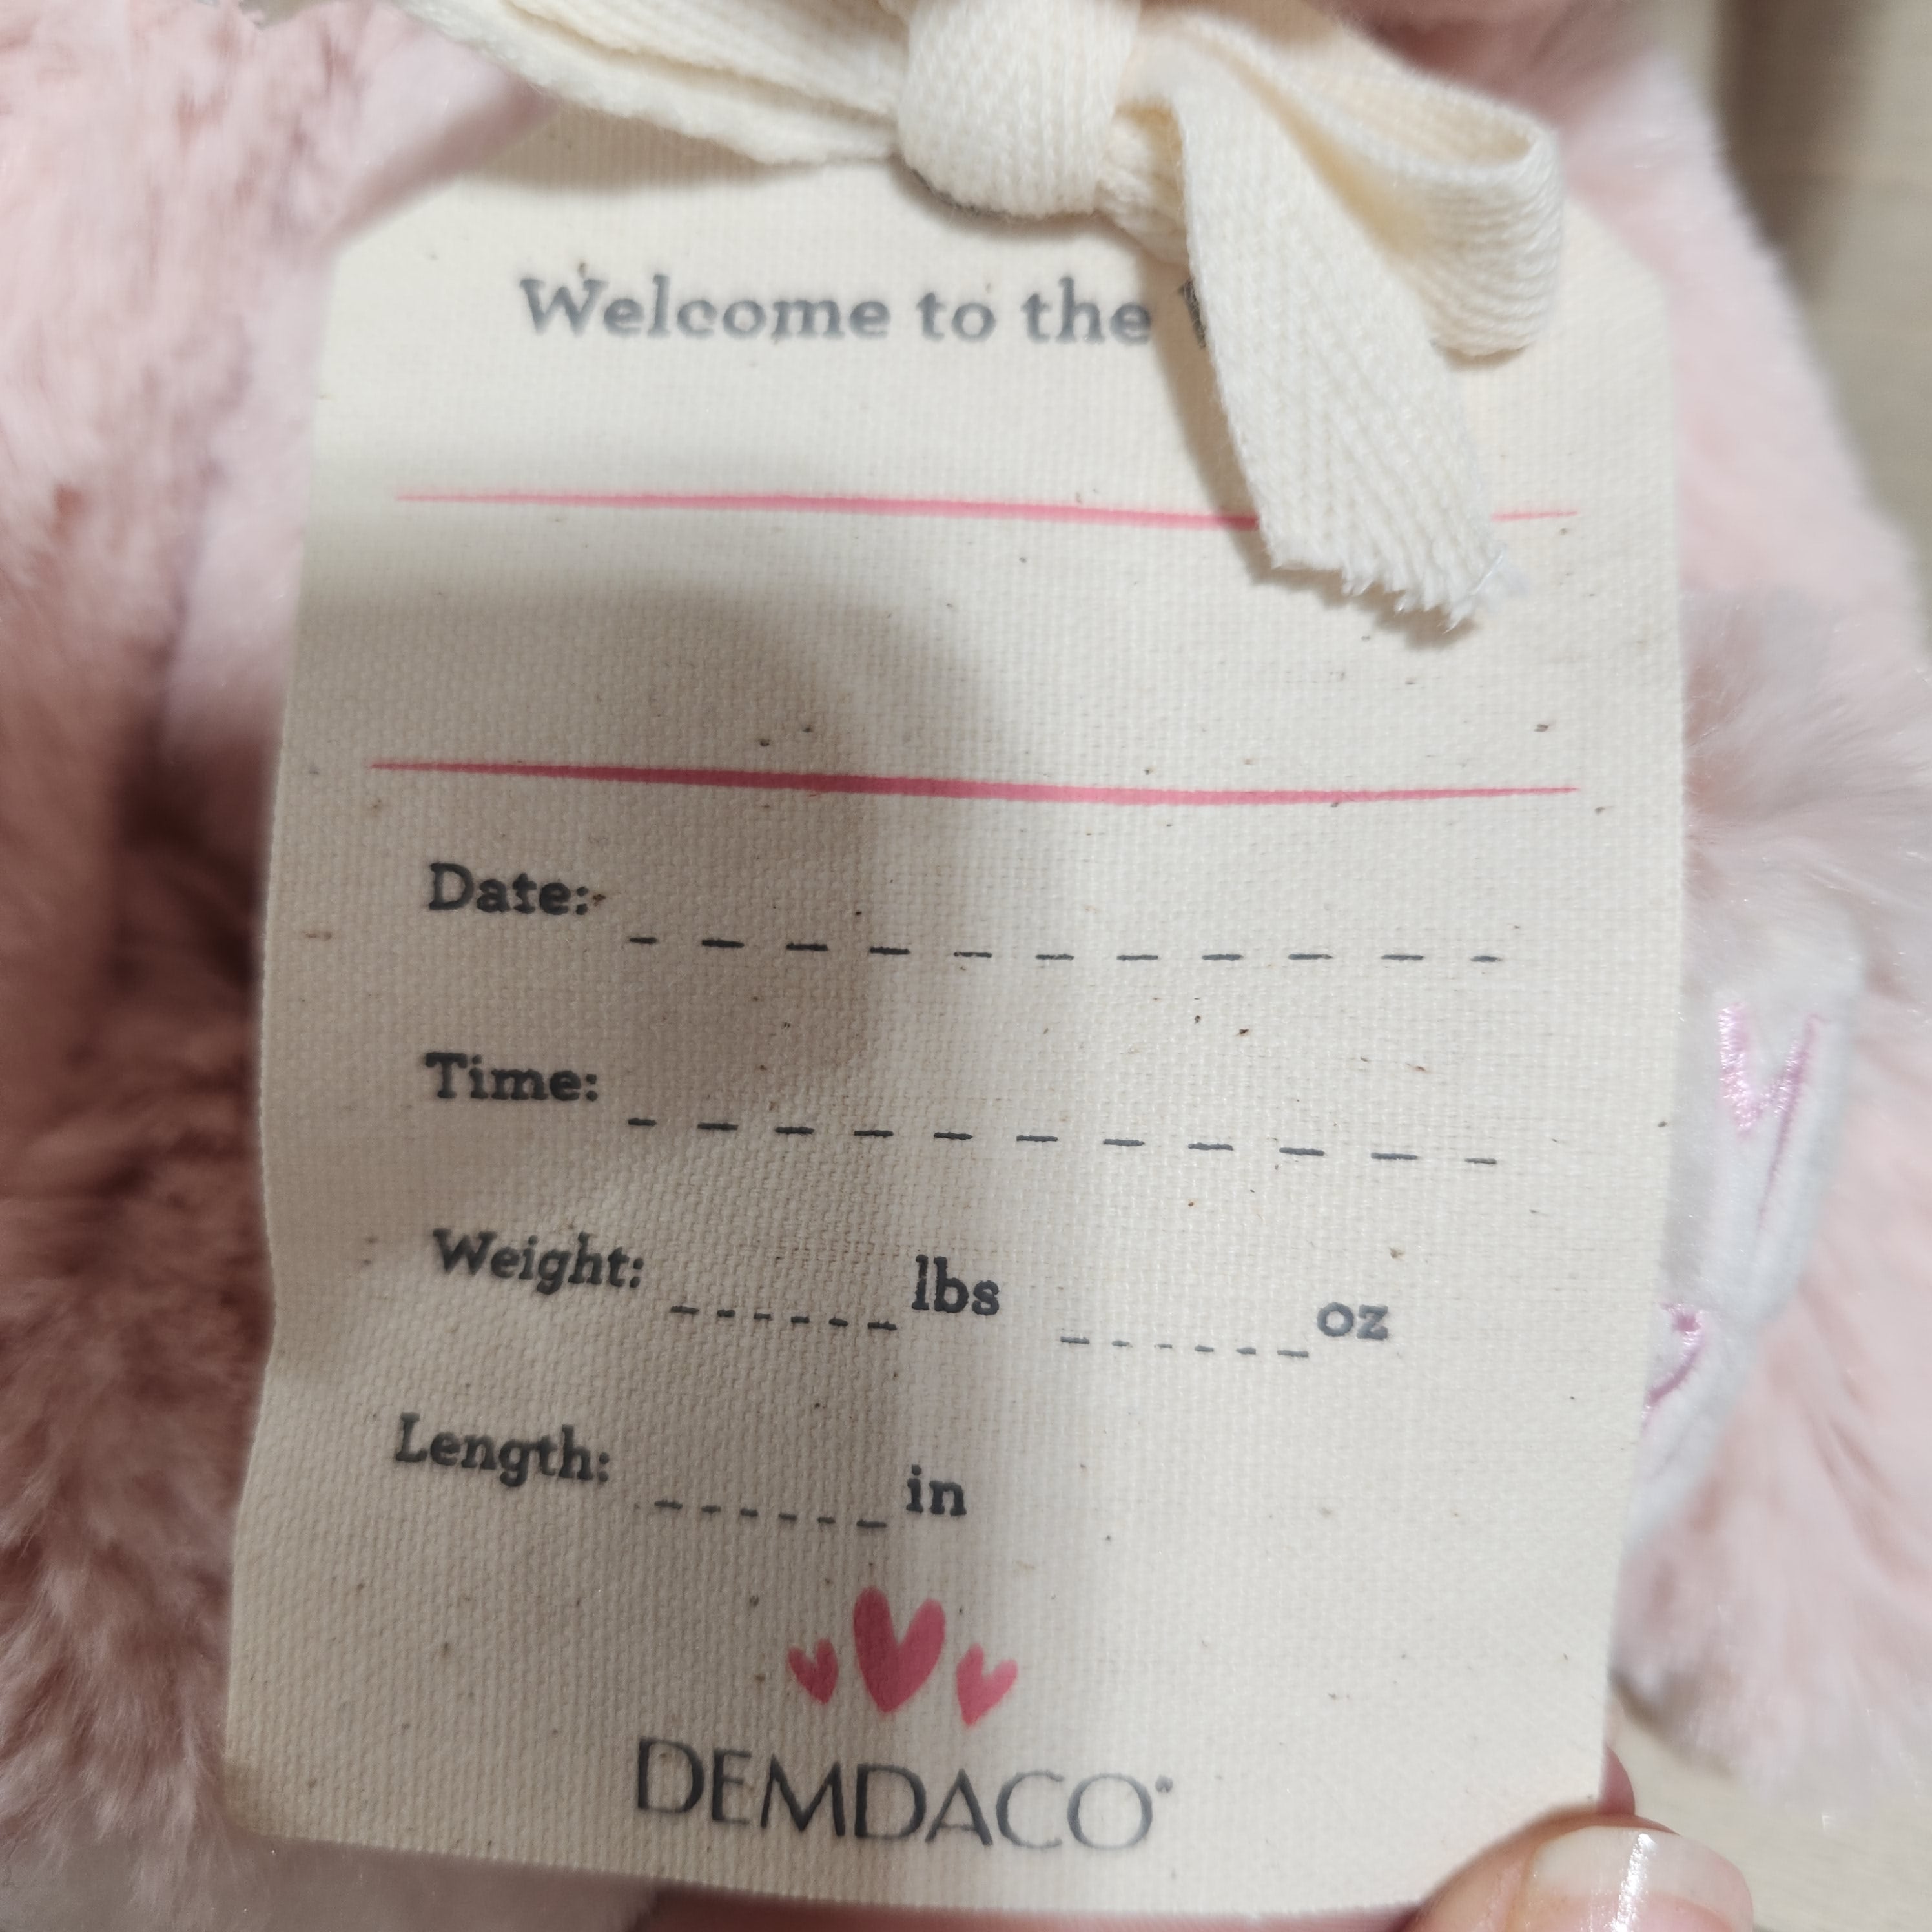 Welcome to the
Date:
Time:
Weight: lbs oz
Length: in
DEMDACO®